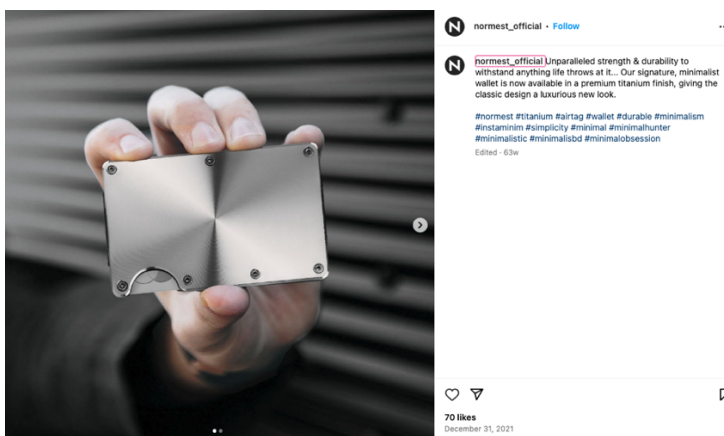 normest_official • Follow
normest_official Unparalleled strength & durability to
withstand anything life throws at it... Our signature, minimalist
wallet is now available in a premium titanium finish, giving the
classic design a luxurious new look.
#normest #titanium #airtag #wallet #durable #minimalism
#instaminim #simplicity #minimal #minimalhunter
#minimalistic #minimalisbd #minimalobsession
Edited · 63w
70 likes
December 31, 2021